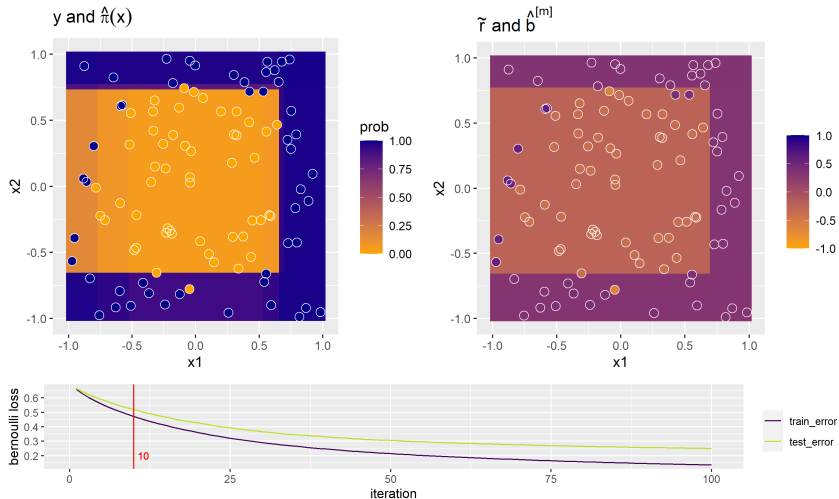 y and π̂(x)
1.0
0.5
0.0
-0.5
-1.0
x2
-1.0 -0.5 0.0 0.5 1.0
x1
prob
1.00
0.75
0.50
0.25
0.00
r̃ and b̂[m]
1.0
0.5
0.0
-0.5
-1.0
x2
-1.0 -0.5 0.0 0.5 1.0
x1
1.0
0.5
0.0
-0.5
-1.0
bernoulli loss
0.6
0.5
0.4
0.3
0.2
10
0 25 50 75 100
iteration
train_error
test_error